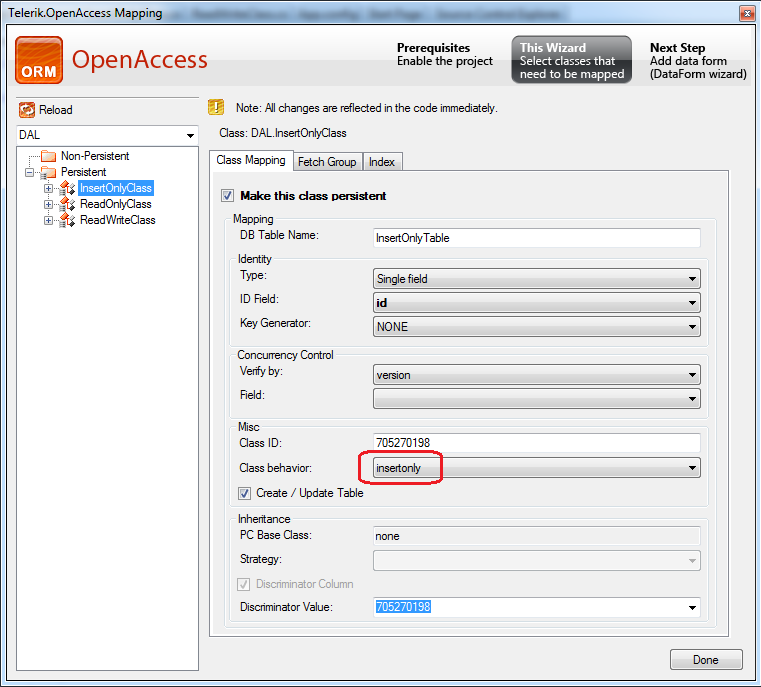 Telerik.OpenAccess Mapping
ORM
OpenAccess
Prerequisites
Enable the project
This Wizard
Select classes that
need to be mapped
Next Step
Add data form
(DataForm wizard)
Reload
DAL
Non-Persistent
Persistent
InsertOnlyClass
ReadOnlyClass
ReadWriteClass
Note: All changes are reflected in the code immediately.
Class: DAL.InsertOnlyClass
Class Mapping Fetch Group Index
Make this class persistent
Mapping
DB Table Name: InsertOnlyTable
Identity
Type: Single field
ID Field: id
Key Generator: NONE
Concurrency Control
Verify by: version
Field:
Misc
Class ID: 705270198
Class behavior: insertonly
Create / Update Table
Inheritance
PC Base Class: none
Strategy:
Discriminator Column
Discriminator Value: 705270198
Done